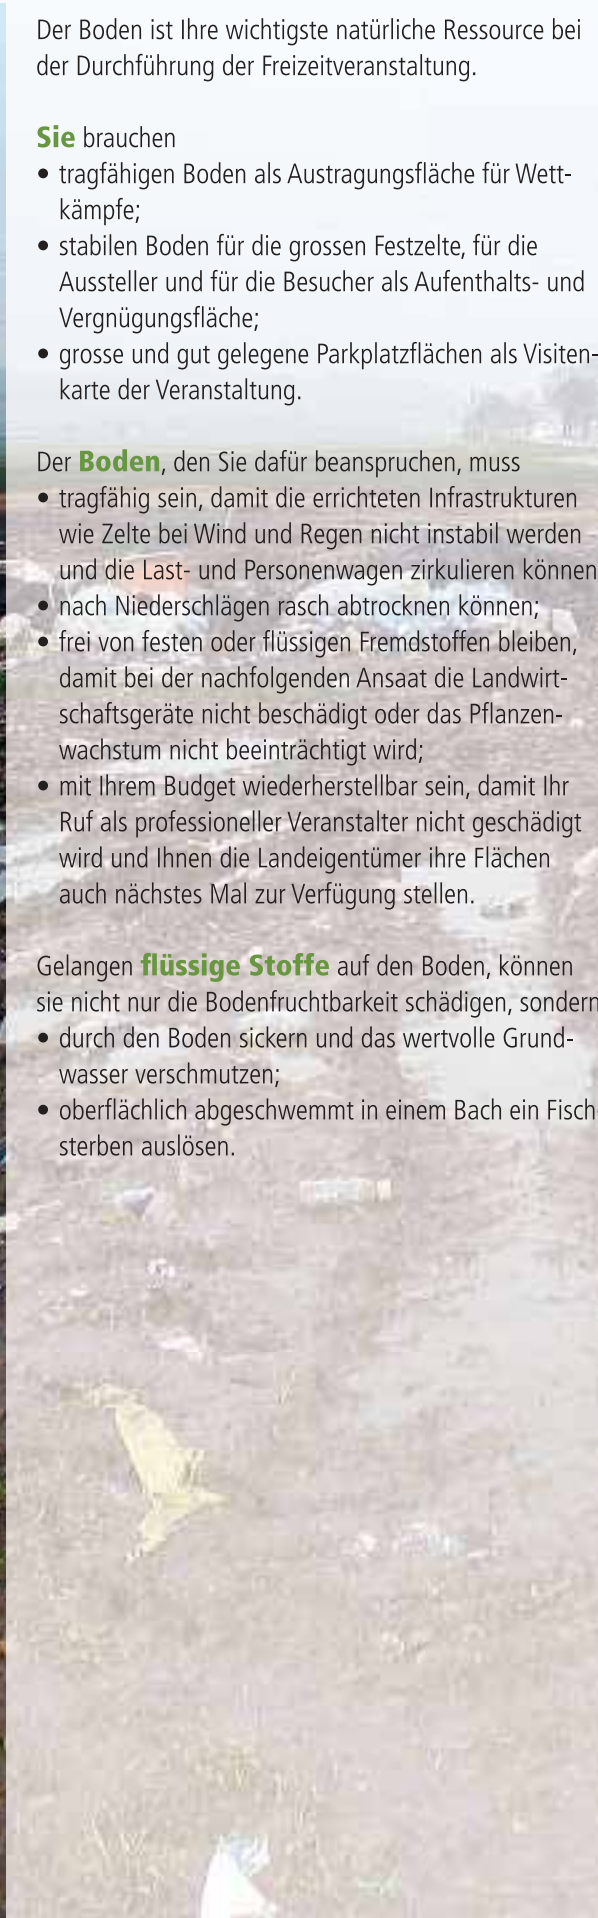 Der Boden ist Ihre wichtigste natürliche Ressource bei
der Durchführung der Freizeitveranstaltung.
Sie brauchen
• tragfähigen Boden als Austragungsfläche für Wett-
kämpfe;
• stabilen Boden für die grossen Festzelte, für die
Aussteller und für die Besucher als Aufenthalts- und
Vergnügungsfläche;
• grosse und gut gelegene Parkplatzflächen als Visiten-
karte der Veranstaltung.
Der Boden, den Sie dafür beanspruchen, muss
• tragfähig sein, damit die errichteten Infrastrukturen
wie Zelte bei Wind und Regen nicht instabil werden
und die Last- und Personenwagen zirkulieren können
• nach Niederschlägen rasch abtrocknen können;
• frei von festen oder flüssigen Fremdstoffen bleiben,
damit bei der nachfolgenden Ansaat die Landwirt-
schaftsgeräte nicht beschädigt oder das Pflanzen-
wachstum nicht beeinträchtigt wird;
• mit Ihrem Budget wiederherstellbar sein, damit Ihr
Ruf als professioneller Veranstalter nicht geschädigt
wird und Ihnen die Landeigentümer ihre Flächen
auch nächstes Mal zur Verfügung stellen.
Gelangen flüssige Stoffe auf den Boden, können
sie nicht nur die Bodenfruchtbarkeit schädigen, sondern
• durch den Boden sickern und das wertvolle Grund-
wasser verschmutzen;
• oberflächlich abgeschwemmt in einem Bach ein Fisch-
sterben auslösen.